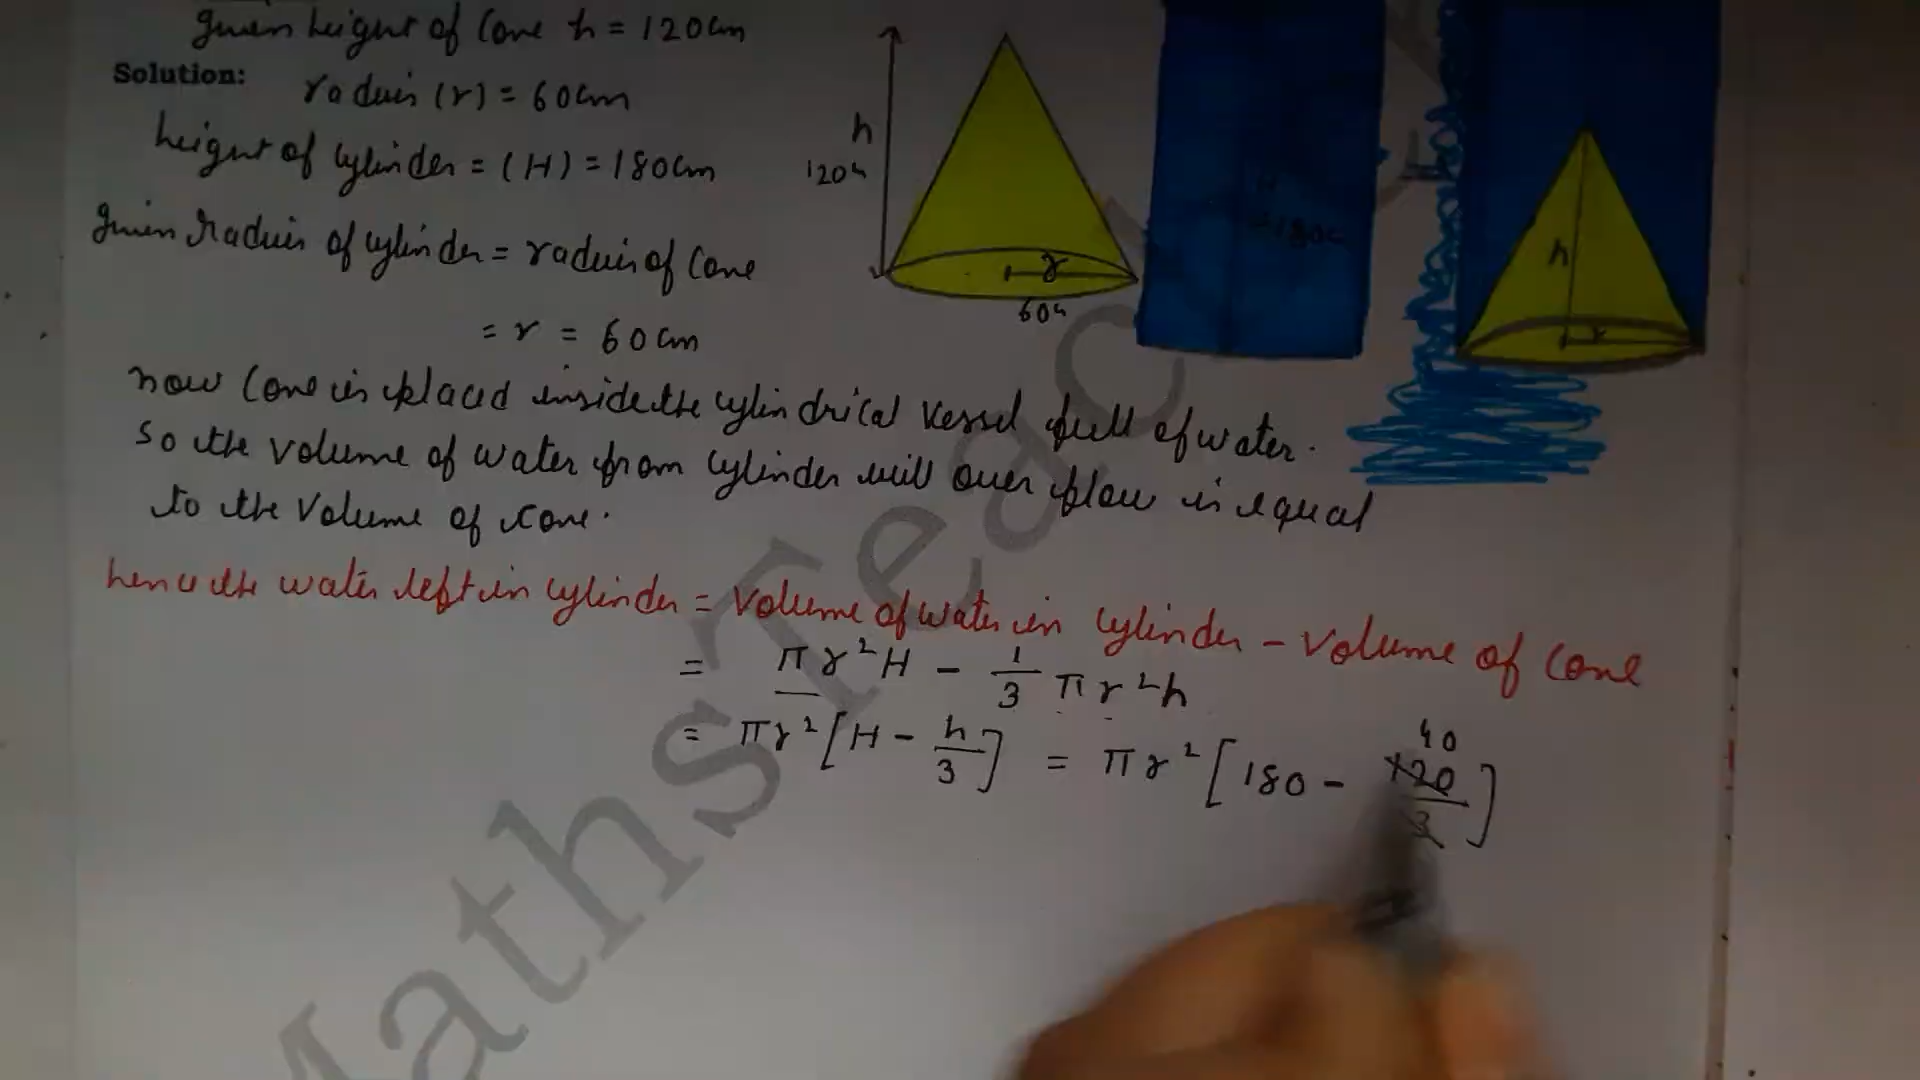 given height of Cone h = 120cm
Solution:
radius (r) = 60cm
height of cylinder = (H) = 180cm
given Radius of cylinder = radius of Cone
= r = 60cm
h
120
r
60
180
h
r
now Cone is placed inside the cylindrical vessel full of water.
So the volume of water from cylinder will over flow is equal
to the Volume of cone.
hence the water left in cylinder = Volume of water in cylinder - Volume of Cone
= πr²H - 1/3 πr²h
= πr² [H - h/3] = πr² [180 - 120/3]
40
Maths Teac